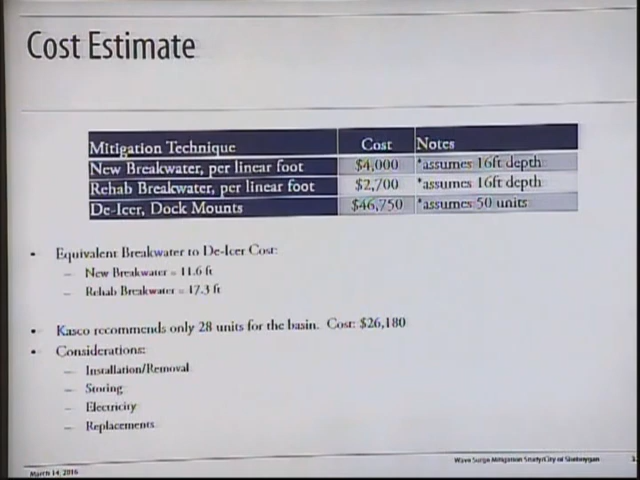 Cost Estimate
Mitigation Technique Cost Notes
New Breakwater, per linear foot $4,000 *assumes 16ft depth
Rehab Breakwater, per linear foot $2,700 *assumes 16ft depth
De-Icer, Dock Mounts $46,750 *assumes 50 units
• Equivalent Breakwater to De-Icer Cost:
– New Breakwater = 11.6 ft
– Rehab Breakwater = 17.3 ft
• Kasco recommends only 28 units for the basin. Cost: $26,180
• Considerations:
– Installation/Removal
– Storing
– Electricity
– Replacements
Wave Surge Mitigation Study/City of Sheboygan 3
March 14, 2016